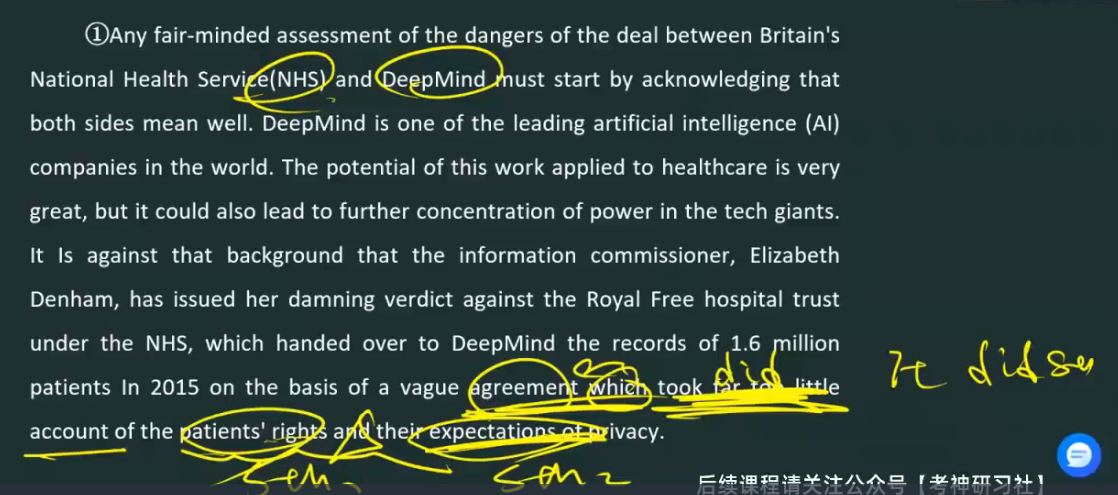 ①Any fair-minded assessment of the dangers of the deal between Britain's
National Health Service(NHS) and DeepMind must start by acknowledging that
both sides mean well. DeepMind is one of the leading artificial intelligence (AI)
companies in the world. The potential of this work applied to healthcare is very
great, but it could also lead to further concentration of power in the tech giants.
It Is against that background that the information commissioner, Elizabeth
Denham, has issued her damning verdict against the Royal Free hospital trust
under the NHS, which handed over to DeepMind the records of 1.6 million
did
patients In 2015 on the basis of a vague agreement which took far too little
account of the patients' rights and their expectations of privacy.
后续课程请关注公众号【考神研习社】